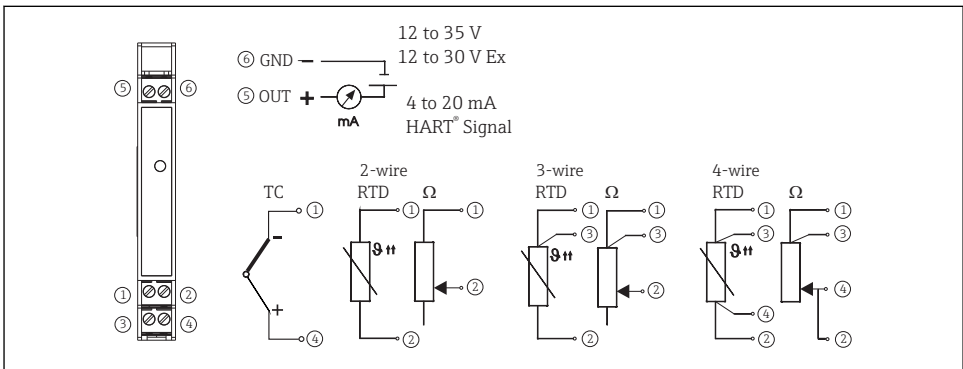 12 to 35 V
⑥ GND - 12 to 30 V Ex
⑤ ⑥
⑤ OUT + 4 to 20 mA
mA HART® Signal
2-wire 3-wire 4-wire
TC RTD Ω RTD Ω RTD Ω
① ① ① ① ① ① ①
- ③ ③ ③ ③
ϑ ↑↑ ϑ ↑↑ ϑ ↑↑
① ② ② ② ④
+ ④
③ ④ ④ ② ② ② ②